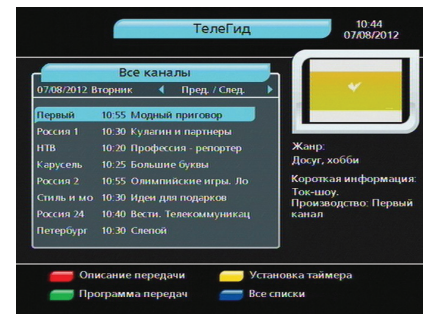 ТелеГид
10:44
07/08/2012
Все каналы
07/08/2012 Вторник Пред. / След.
Первый 10:55 Модный приговор
Россия 1 10:30 Кулагин и партнеры
НТВ 10:20 Профессия - репортер
Карусель 10:25 Большие буквы
Россия 2 10:55 Олимпийские игры. Ло
Стиль и мо 10:30 Идеи для подарков
Россия 24 10:40 Вести. Телекоммуникац
Петербург 10:30 Слепой
Жанр:
Досуг, хобби
Короткая информация:
Ток-шоу.
Производство: Первый
канал
Описание передачи
Установка таймера
Программа передач
Все списки